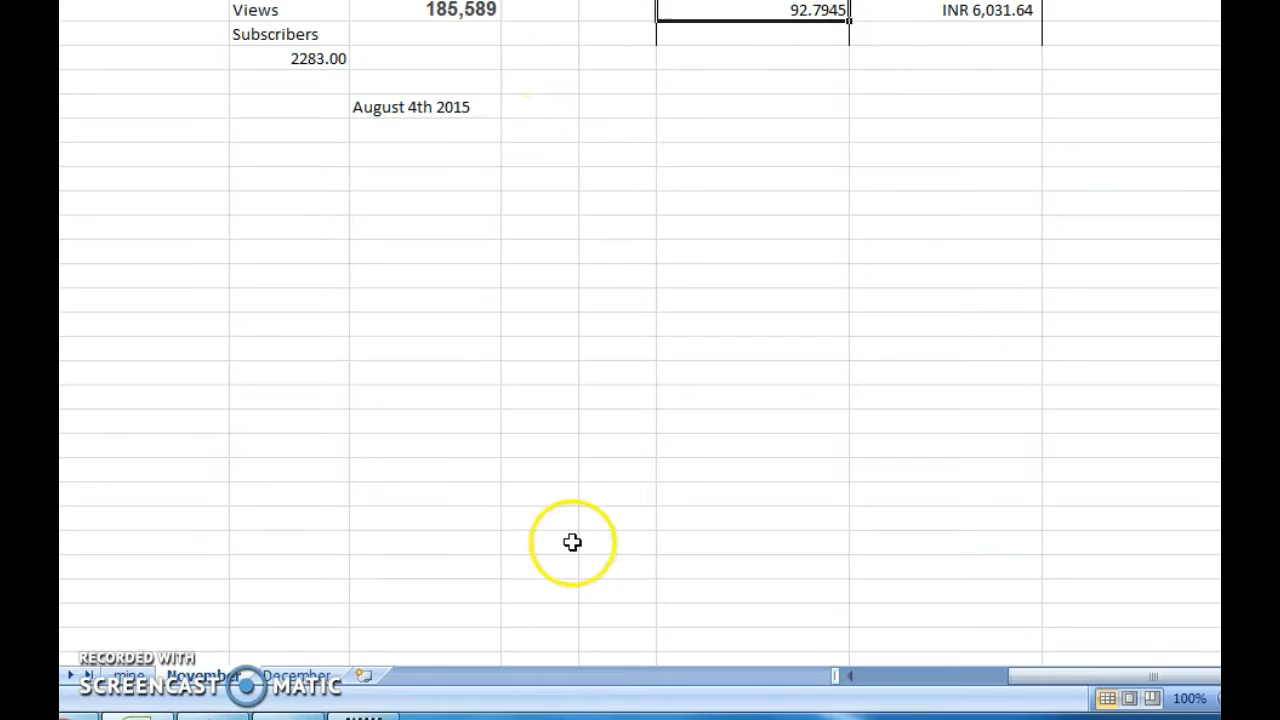 Views 185,589 92.7945 INR 6,031.64
Subscribers
2283.00
August 4th 2015
RECORDED WITH
mine November December
SCREENCAST MATIC
100%